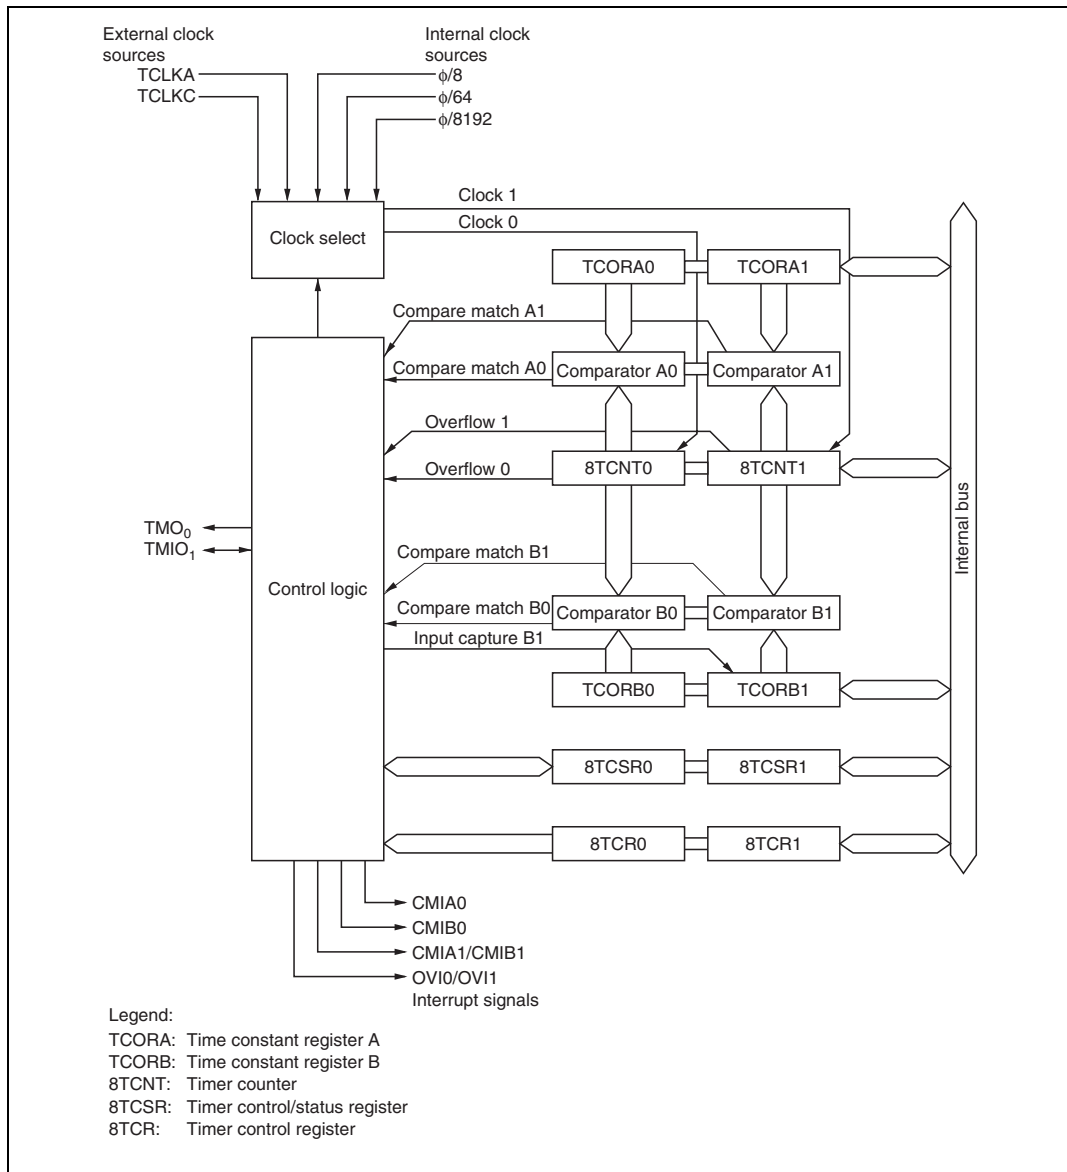 External clock
sources
TCLKA
TCLKC
Internal clock
sources
ϕ/8
ϕ/64
ϕ/8192
Clock 1
Clock 0
Clock select
TCORA0
TCORA1
Compare match A1
Compare match A0
Comparator A0
Comparator A1
Overflow 1
Overflow 0
8TCNT0
8TCNT1
Internal bus
TMO₀
TMIO₁
Control logic
Compare match B1
Compare match B0
Comparator B0
Comparator B1
Input capture B1
TCORB0
TCORB1
8TCSR0
8TCSR1
8TCR0
8TCR1
CMIA0
CMIB0
CMIA1/CMIB1
OVI0/OVI1
Interrupt signals
Legend:
TCORA: Time constant register A
TCORB: Time constant register B
8TCNT: Timer counter
8TCSR: Timer control/status register
8TCR: Timer control register